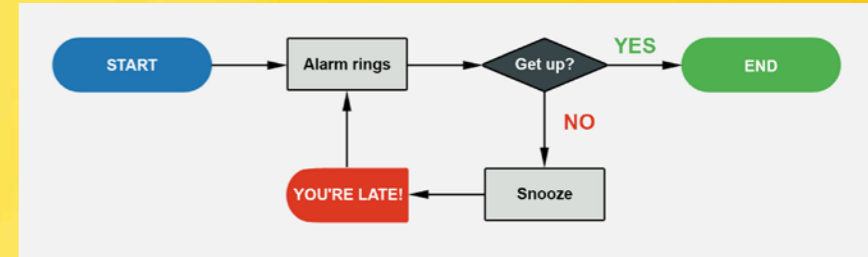 START
Alarm rings
Get up?
YES
END
NO
YOU'RE LATE!
Snooze